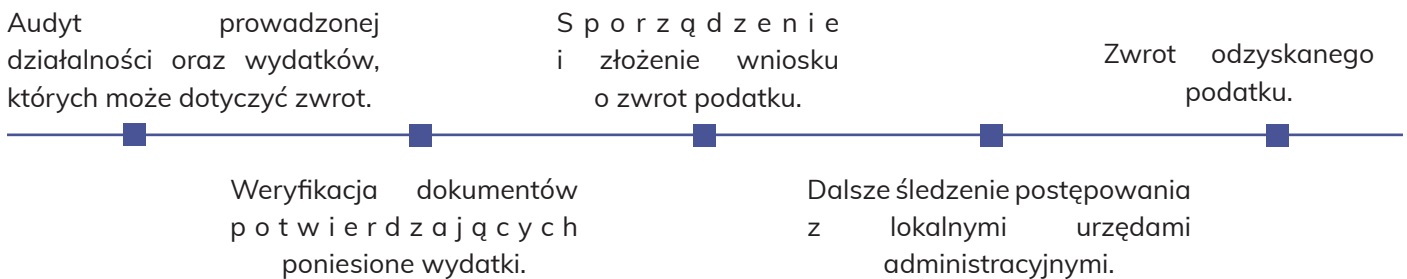 Audyt prowadzonej
działalności oraz wydatków,
których może dotyczyć zwrot.
Weryfikacja dokumentów
potwierdzających
poniesione wydatki.
Sporządzenie
i złożenie wniosku
o zwrot podatku.
Dalsze śledzenie postępowania
z lokalnymi urzędami
administracyjnymi.
Zwrot odzyskanego
podatku.